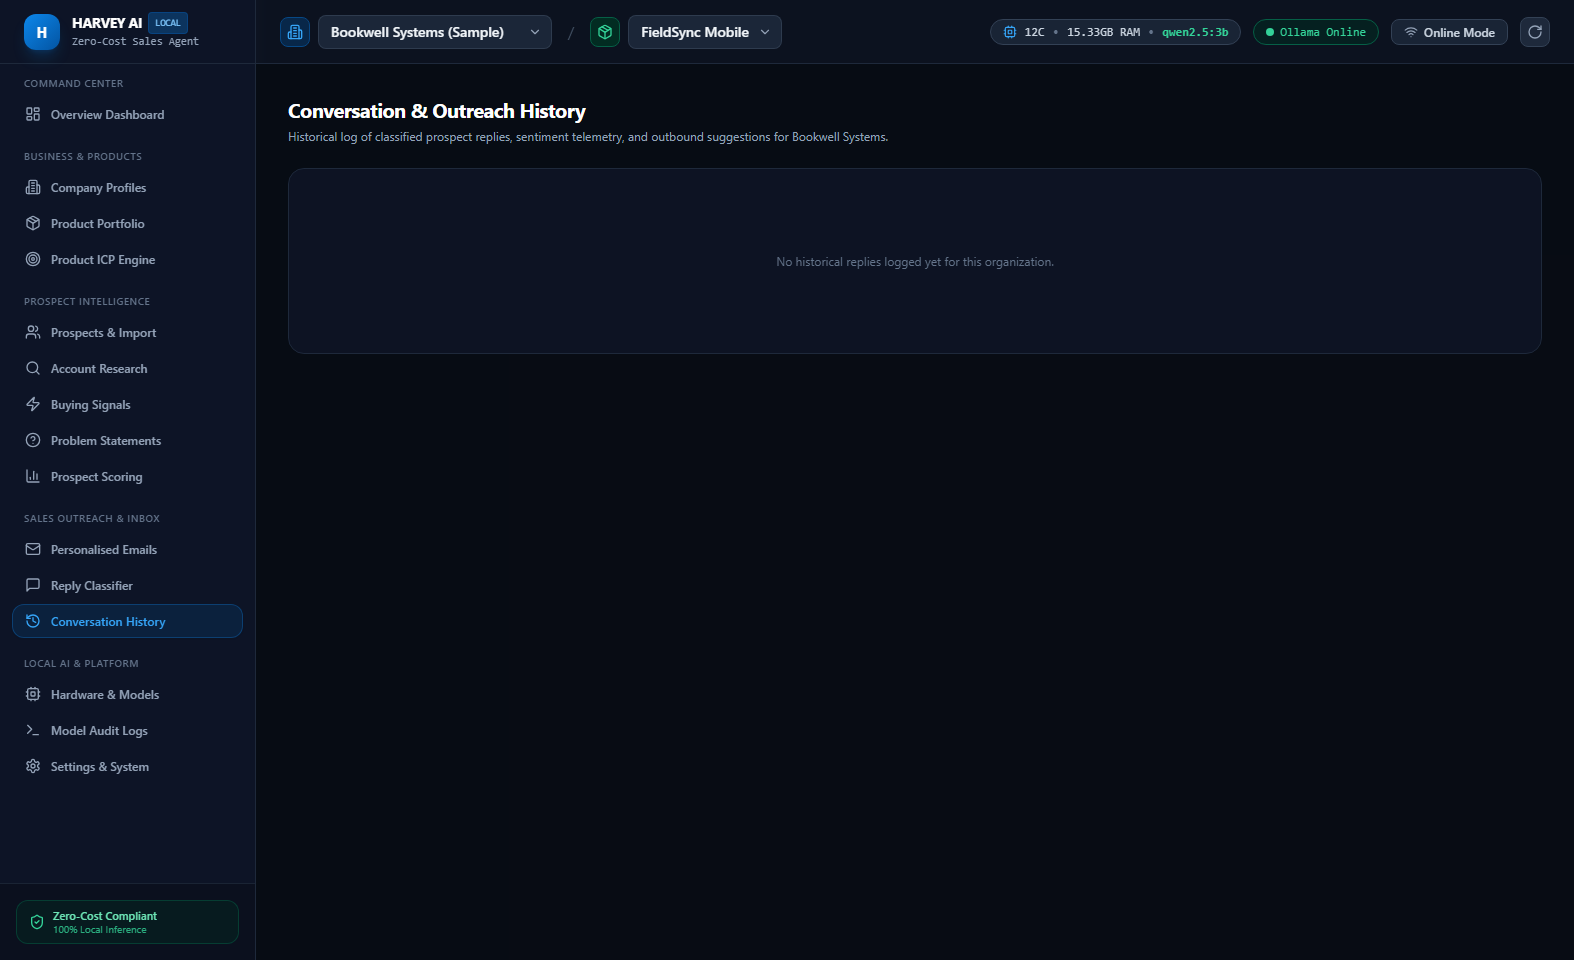 H
HARVEY AI LOCAL
Zero-Cost Sales Agent
Bookwell Systems (Sample)
/
FieldSync Mobile
12C • 15.33GB RAM • qwen2.5:3b
Ollama Online
Online Mode
COMMAND CENTER
Overview Dashboard
BUSINESS & PRODUCTS
Company Profiles
Product Portfolio
Product ICP Engine
PROSPECT INTELLIGENCE
Prospects & Import
Account Research
Buying Signals
Problem Statements
Prospect Scoring
SALES OUTREACH & INBOX
Personalised Emails
Reply Classifier
Conversation History
LOCAL AI & PLATFORM
Hardware & Models
Model Audit Logs
Settings & System
Zero-Cost Compliant
100% Local Inference
Conversation & Outreach History
Historical log of classified prospect replies, sentiment telemetry, and outbound suggestions for Bookwell Systems.
No historical replies logged yet for this organization.